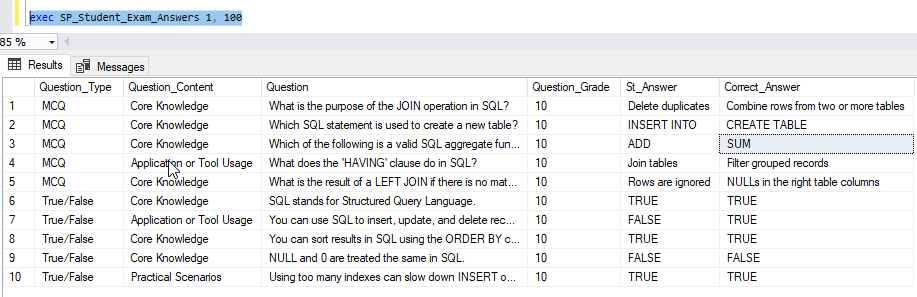 exec SP_Student_Exam_Answers 1, 100
85 %
Results Messages
Question_Type Question_Content Question Question_Grade St_Answer Correct_Answer
1 MCQ Core Knowledge What is the purpose of the JOIN operation in SQL? 10 Delete duplicates Combine rows from two or more tables
2 MCQ Core Knowledge Which SQL statement is used to create a new table? 10 INSERT INTO CREATE TABLE
3 MCQ Core Knowledge Which of the following is a valid SQL aggregate fun... 10 ADD SUM
4 MCQ Application or Tool Usage What does the 'HAVING' clause do in SQL? 10 Join tables Filter grouped records
5 MCQ Core Knowledge What is the result of a LEFT JOIN if there is no mat... 10 Rows are ignored NULLs in the right table columns
6 True/False Core Knowledge SQL stands for Structured Query Language. 10 TRUE TRUE
7 True/False Application or Tool Usage You can use SQL to insert, update, and delete rec... 10 FALSE TRUE
8 True/False Core Knowledge You can sort results in SQL using the ORDER BY c... 10 TRUE TRUE
9 True/False Core Knowledge NULL and 0 are treated the same in SQL. 10 FALSE FALSE
10 True/False Practical Scenarios Using too many indexes can slow down INSERT o... 10 TRUE TRUE